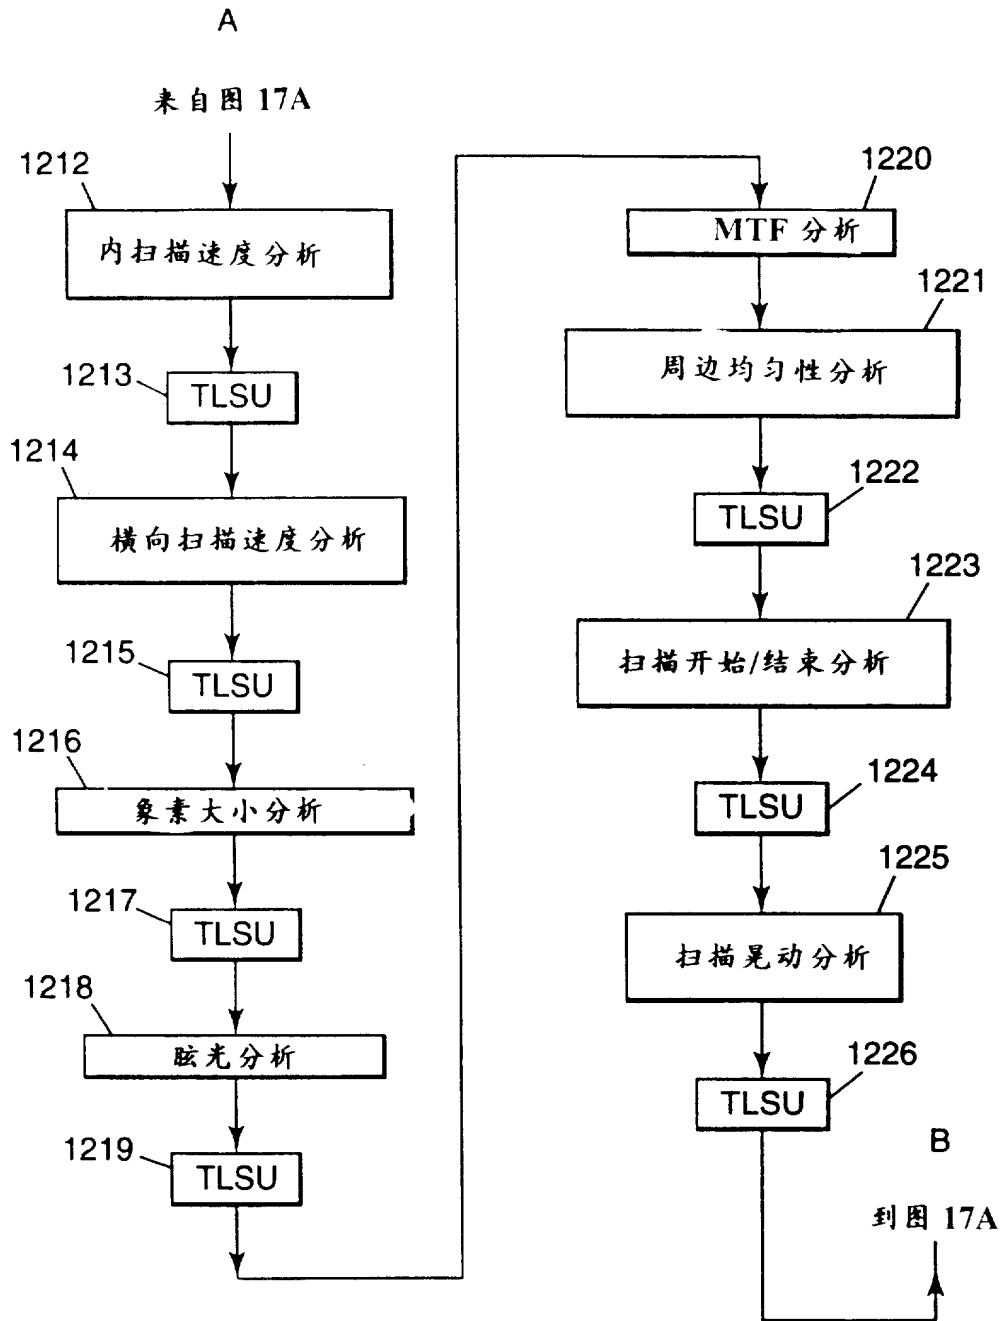 A
来自图 17A
1212
内扫描速度分析
1213
TLSU
1214
横向扫描速度分析
1215
TLSU
1216
象素大小分析
1217
TLSU
1218
眩光分析
1219
TLSU
1220
MTF 分析
1221
周边均匀性分析
1222
TLSU
1223
扫描开始/结束分析
1224
TLSU
1225
扫描晃动分析
1226
TLSU
B
到图 17A